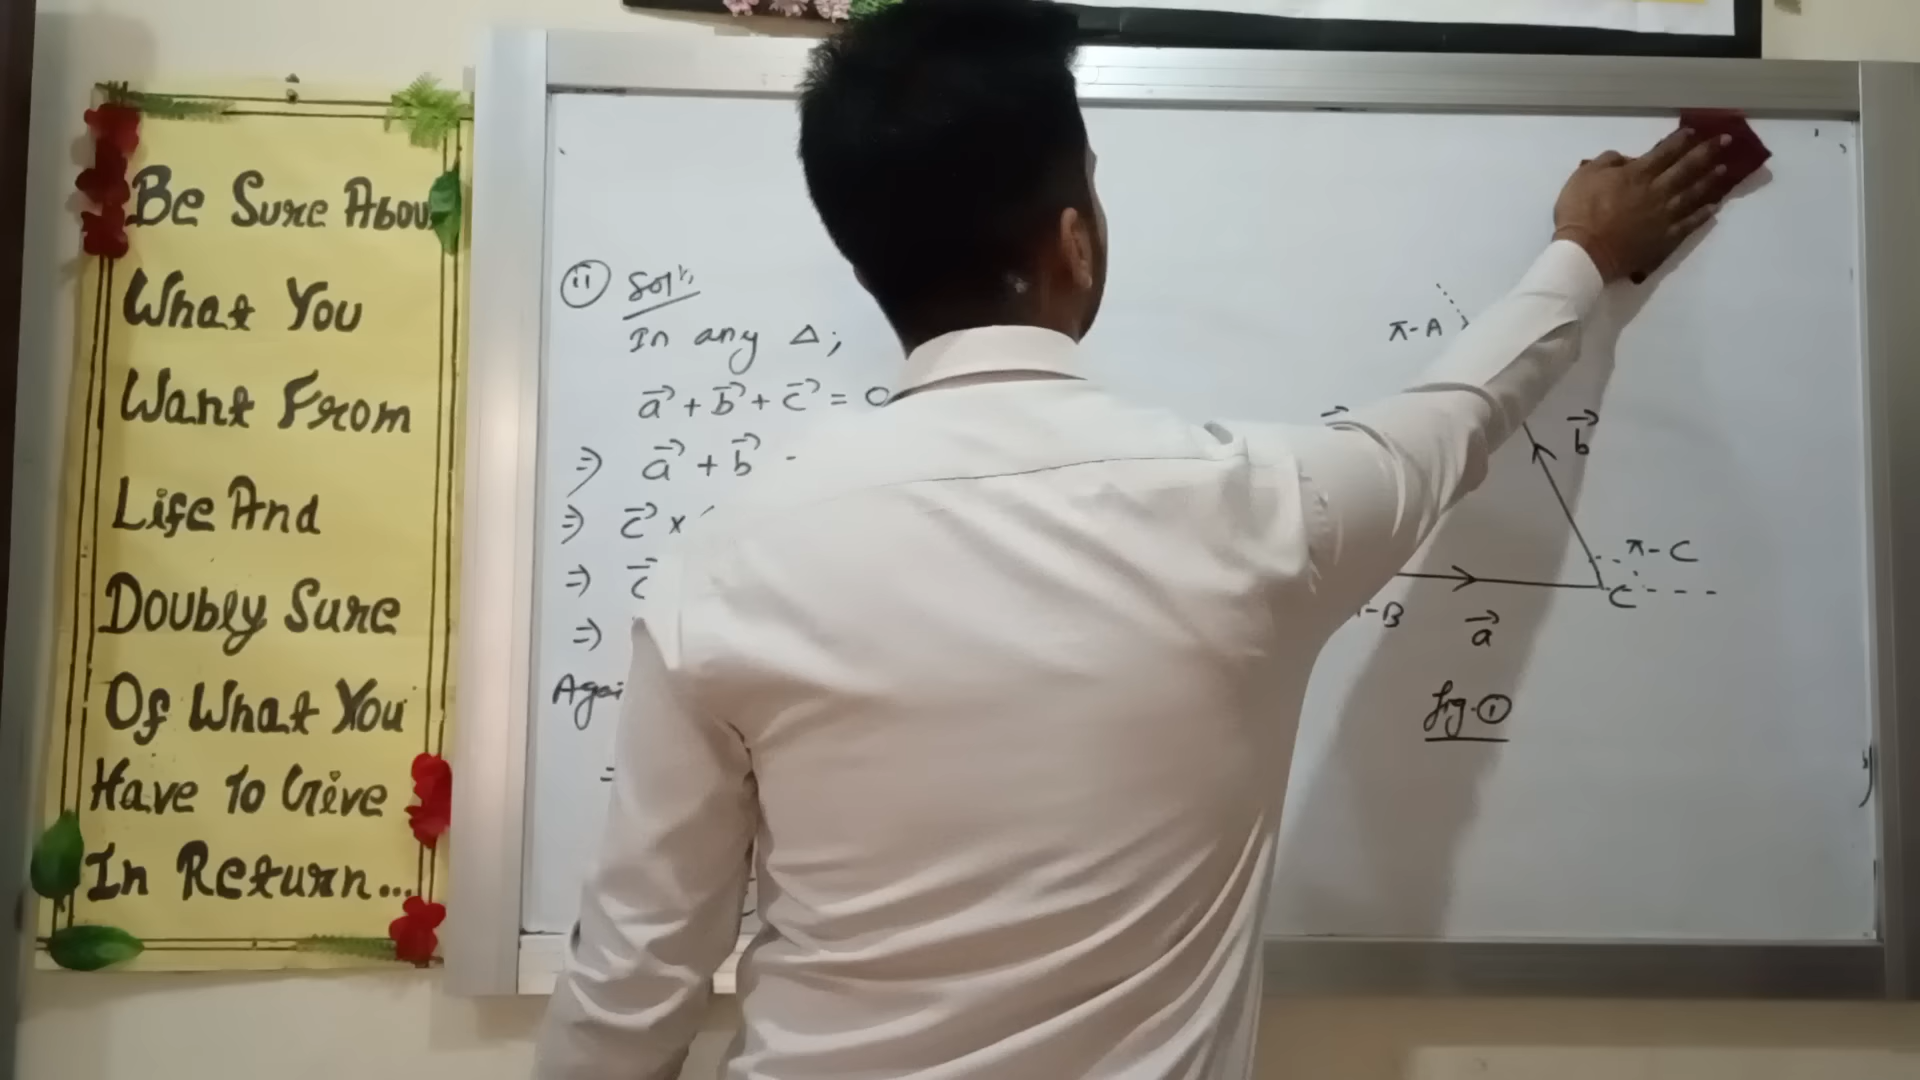 Be Sure Abou
What You
Want From
Life And
Doubly Sure
Of What You
Have To Give
In Return...
(ii) Solⁿ,
In any Δ;
a⃗ + b⃗ + c⃗ = 0
⇒ a⃗ + b⃗ -
⇒ c⃗ ×
⇒ c⃗
⇒
Agai
=
π-A
b⃗
π-C
C
-B
a⃗
fig-①